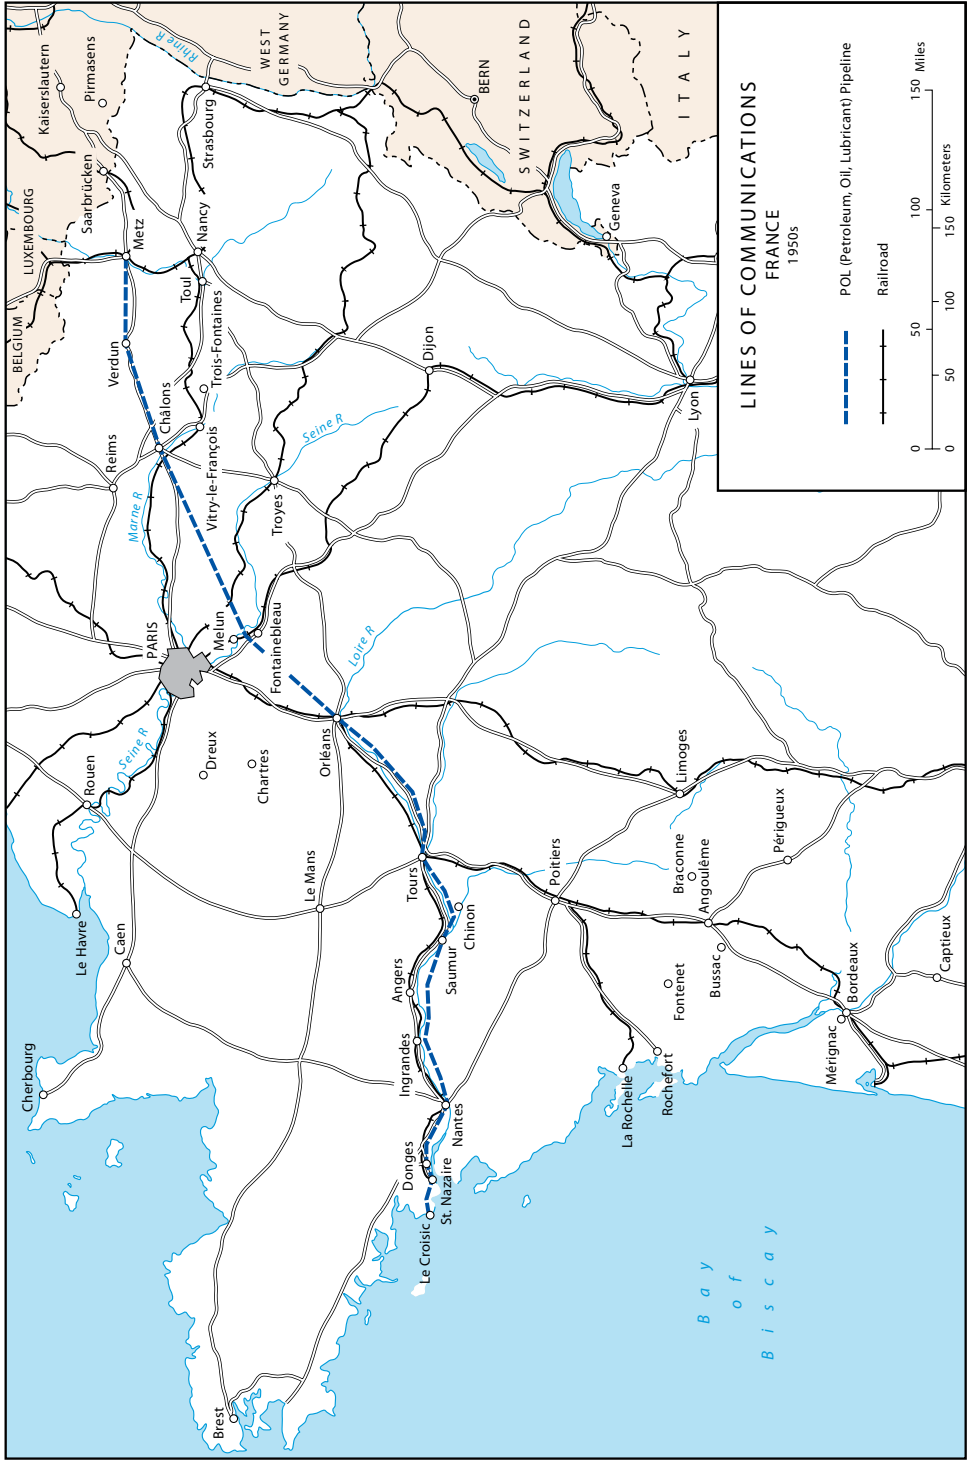 LINES OF COMMUNICATIONS
FRANCE
1950s
POL (Petroleum, Oil, Lubricant) Pipeline
Railroad
0 50 100 150 Miles
0 50 100 150 Kilometers
Cherbourg
Le Havre
Caen
Rouen
Seine R
PARIS
Marne R
Reims
Châlons
Verdun
BELGIUM
LUXEMBOURG
Metz
Saarbrücken
Kaiserslautern
Pirmasens
Rhine R
WEST
GERMANY
Strasbourg
Nancy
Toul
Trois-Fontaines
Vitry-le-François
Dreux
Chartres
Melun
Fontainebleau
Troyes
Seine R
Brest
Le Mans
Orléans
Loire R
Dijon
BERN
SWITZERLAND
ITALY
Geneva
Lyon
Le Croisic
St. Nazaire
Donges
Nantes
Ingrandes
Angers
Saumur
Chinon
Tours
Poitiers
La Rochelle
Rochefort
Fontenet
Braconne
Angoulême
Bussac
Limoges
Périgueux
Mérignac
Bordeaux
Captieux
Bay
of
Biscay